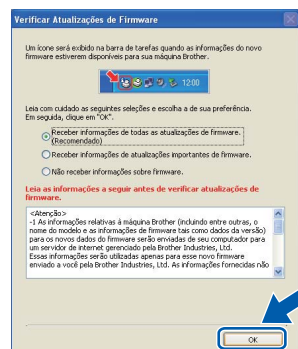 Verificar Atualizações de Firmware
Um ícone será exibido na barra de tarefas quando as informações do novo
firmware estiverem disponíveis para sua máquina Brother.
12:00
Leia com cuidado as seguintes seleções e escolha a de sua preferência.
Em seguida, clique em "OK".
Receber informações de todas as atualizações de firmware.
(Recomendado)
Receber informações de atualizações importantes de firmware.
Não receber informações sobre firmware.
Leia as informações a seguir antes de verificar atualizações de
firmware.
<Atenção>
-1 As informações relativas à máquina Brother (incluindo entre outras, o
nome do modelo e as informações de firmware tais como dados da versão)
para os novos dados do firmware serão enviadas de seu computador para
um servidor de internet gerenciado pela Brother Industries, Ltd.
Essas informações serão utilizadas apenas para esse novo firmware
enviado a você pela Brother Industries, Ltd. As informações fornecidas não
OK